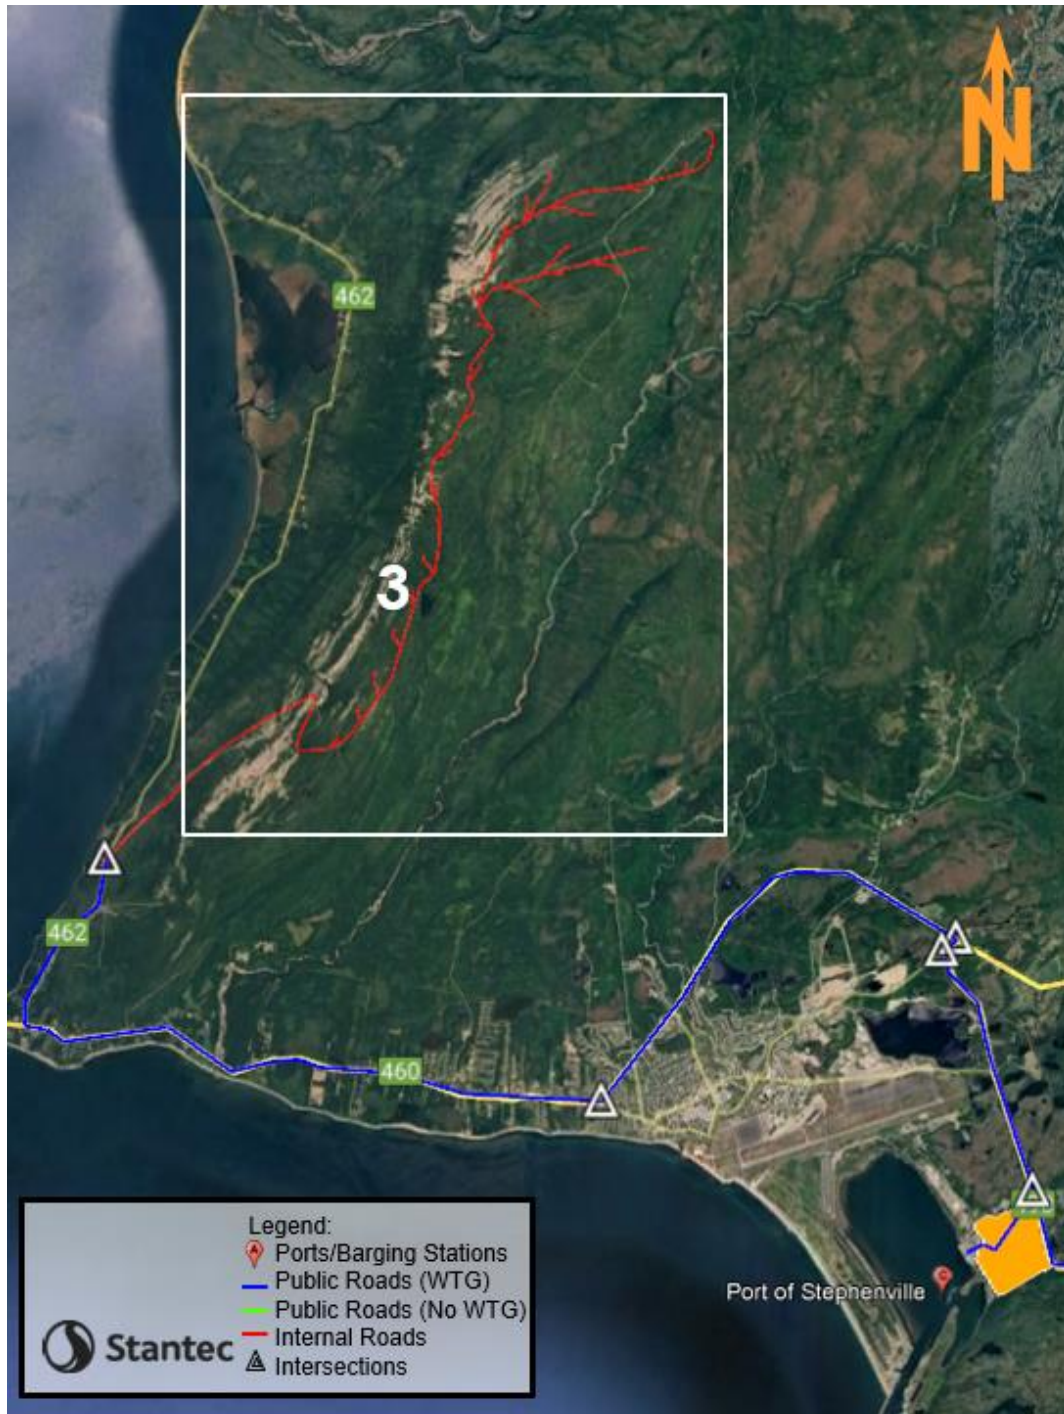 N
462
3
462
460
Port of Stephenville
Legend:
Ports/Barging Stations
Public Roads (WTG)
Public Roads (No WTG)
Internal Roads
Intersections
Stantec